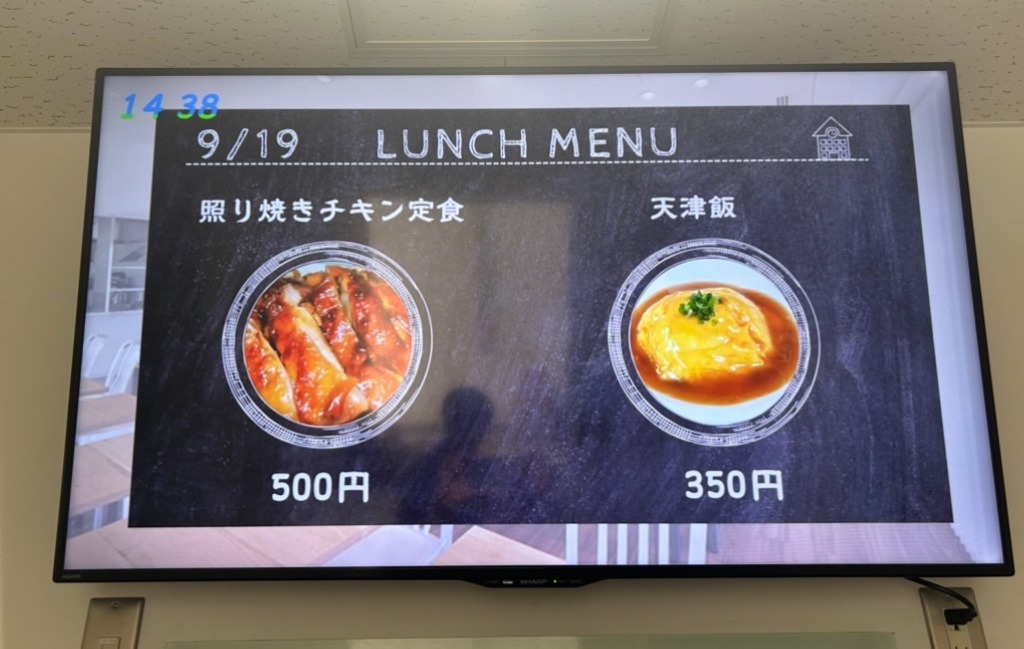 14 38
9/19 LUNCH MENU
照り焼きチキン定食 天津飯
500円 350円
SHARP